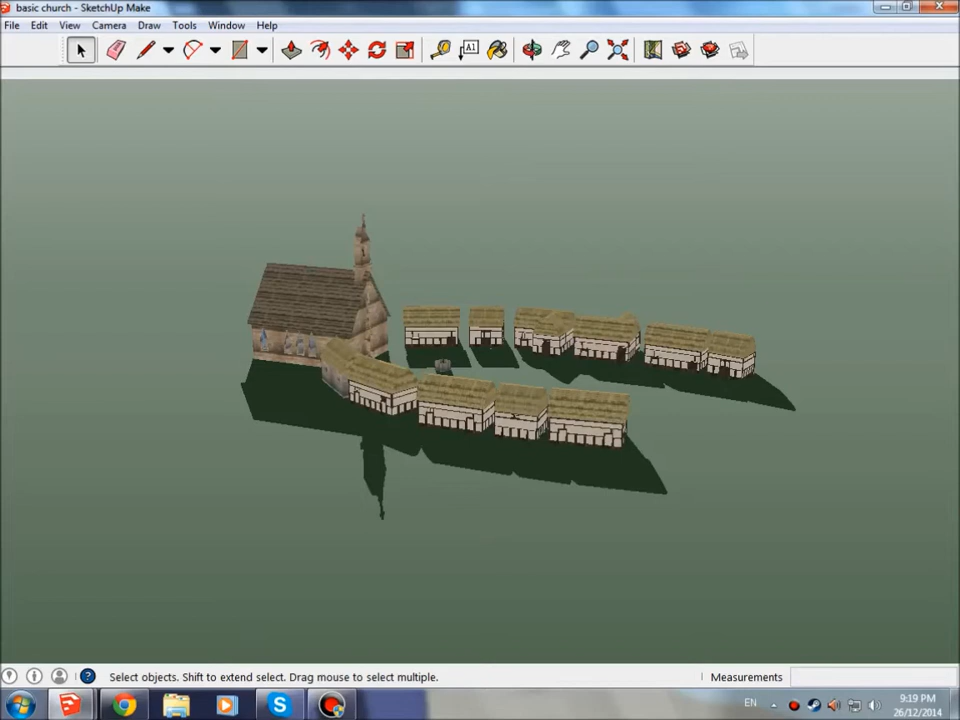 basic church - SketchUp Make
File Edit View Camera Draw Tools Window Help
A1
Select objects. Shift to extend select. Drag mouse to select multiple.
Measurements
EN
9:19 PM
26/12/2014